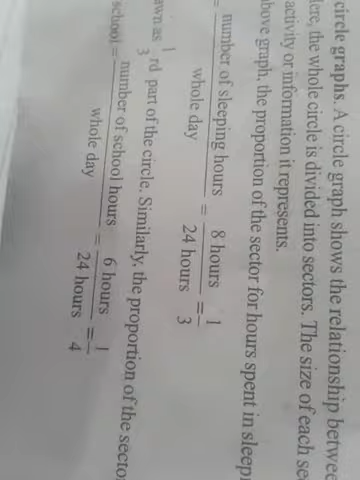 circle graphs. A circle graph shows the relationship betwee
ere, the whole circle is divided into sectors. The size of each se
activity or information it represents.
bove graph, the proportion of the sector for hours spent in sleepi
= number of sleeping hours / whole day = 8 hours / 24 hours = 1/3
awn as 1/3 rd part of the circle. Similarly, the proportion of the secto
school = number of school hours / whole day = 6 hours / 24 hours = 1/4